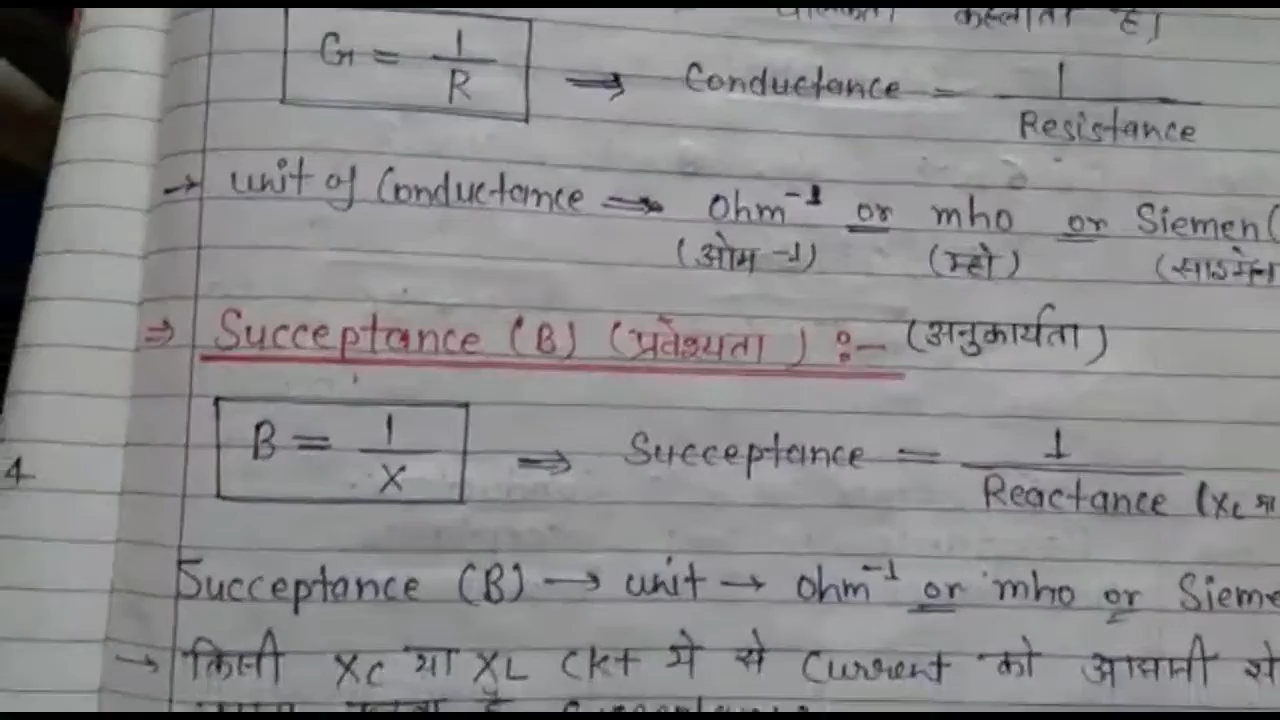 कहलाता है।
G = 1/R ⇒ Conductance = 1/Resistance
→ unit of Conductance ⇒ Ohm⁻¹ or mho or Siemen(
(ओम -1) (म्हो) (साइमेन
⇒ Succeptance (B) (प्रवेश्यता) :- (अनुकार्यता)
B = 1/X ⇒ Succeptance = 1/Reactance (XL या
Succeptance (B) → unit → ohm⁻¹ or mho or Sieme
→ किसी XC या XL Ckt मे से Current को आसानी से